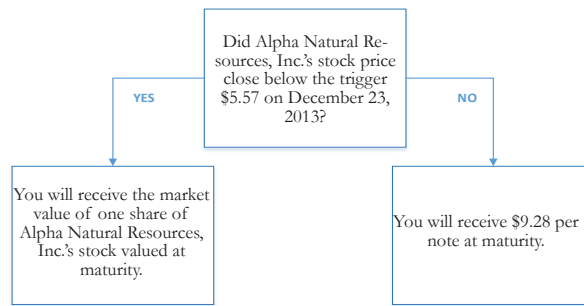 Did Alpha Natural Re-
sources, Inc.'s stock price
close below the trigger
$5.57 on December 23,
2013?
YES
NO
You will receive the market
value of one share of
Alpha Natural Resources,
Inc.'s stock valued at
maturity.
You will receive $9.28 per
note at maturity.